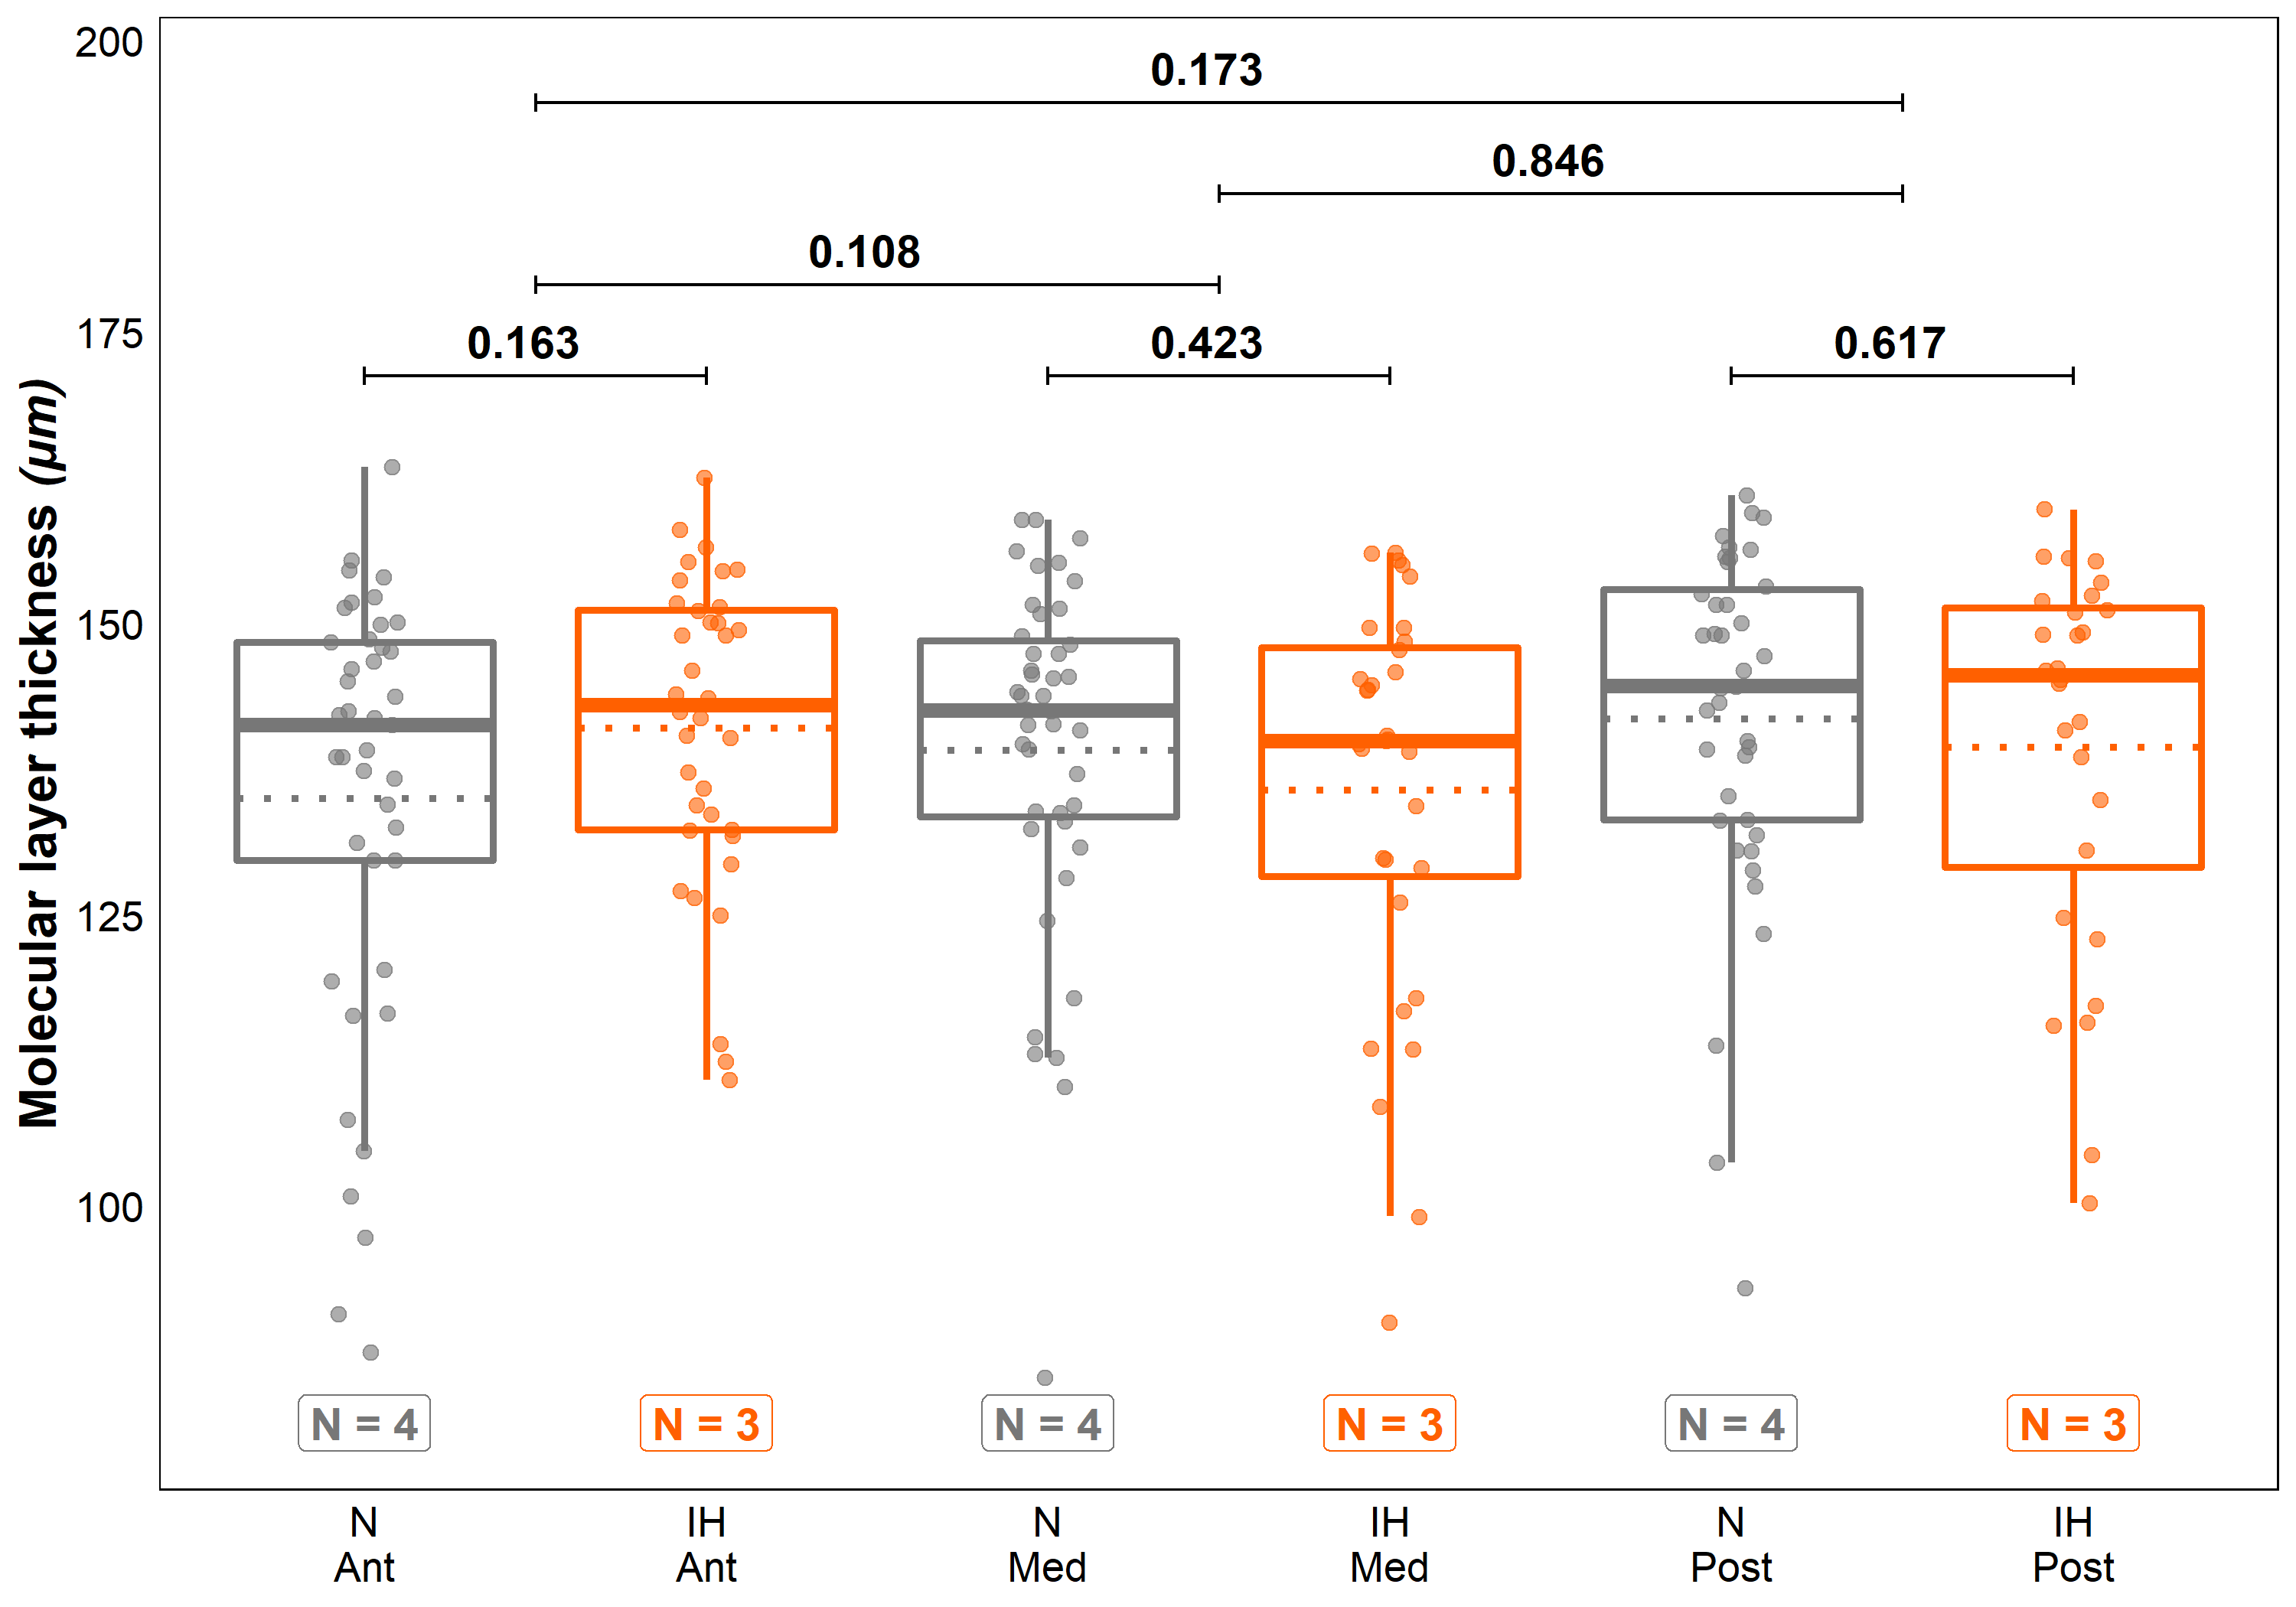 200
0.173
0.846
0.108
175
0.163
0.423
0.617
Molecular layer thickness (μm)
150
125
100
N = 4
N = 3
N = 4
N = 3
N = 4
N = 3
N
Ant
IH
Ant
N
Med
IH
Med
N
Post
IH
Post